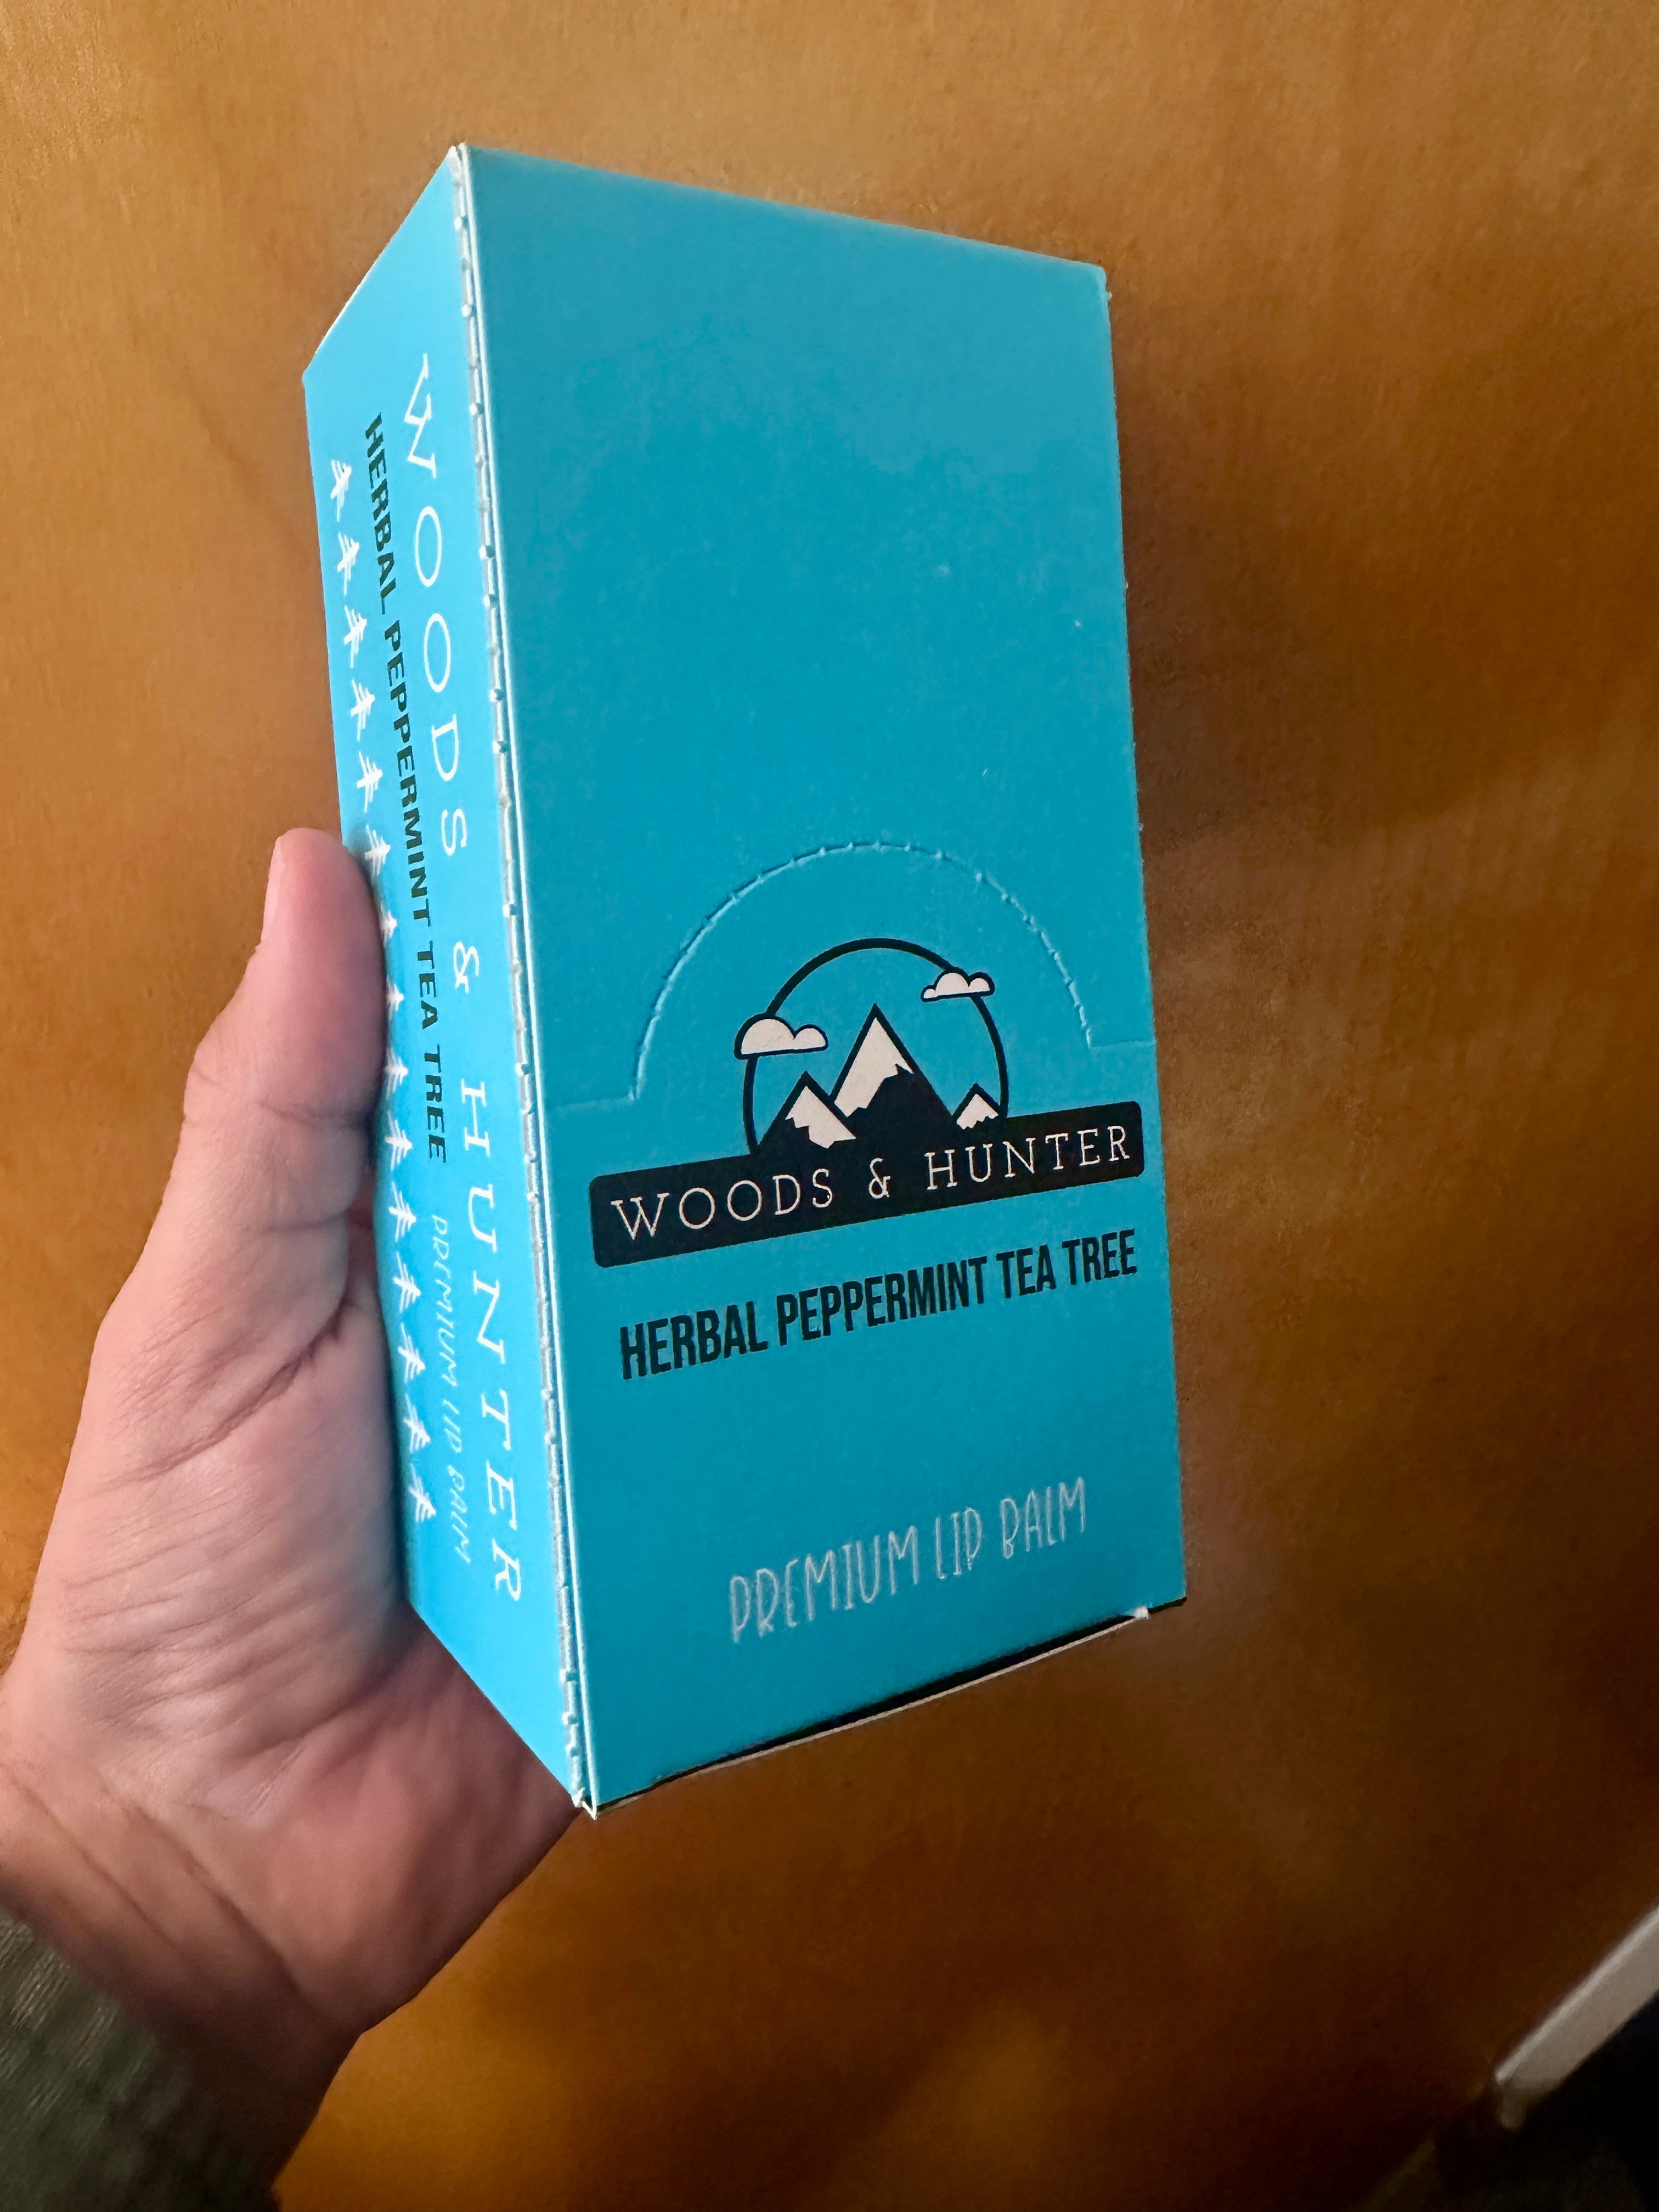 WOODS & HUNTER
HERBAL PEPPERMINT TEA TREE
PREMIUM LIP BALM
WOODS & HUNTER
HERBAL PEPPERMINT TEA TREE
PREMIUM LIP BALM